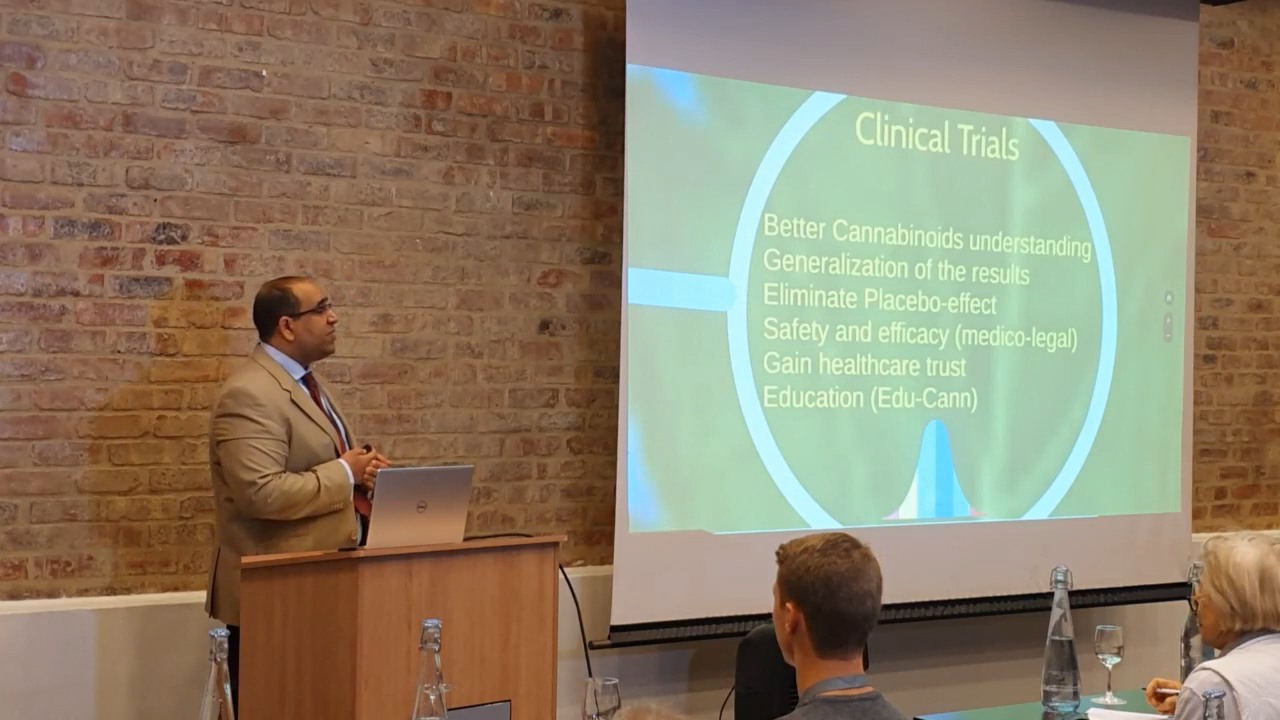 Clinical Trials
Better Cannabinoids understanding
Generalization of the results
Eliminate Placebo-effect
Safety and efficacy (medico-legal)
Gain healthcare trust
Education (Edu-Cann)
DELL